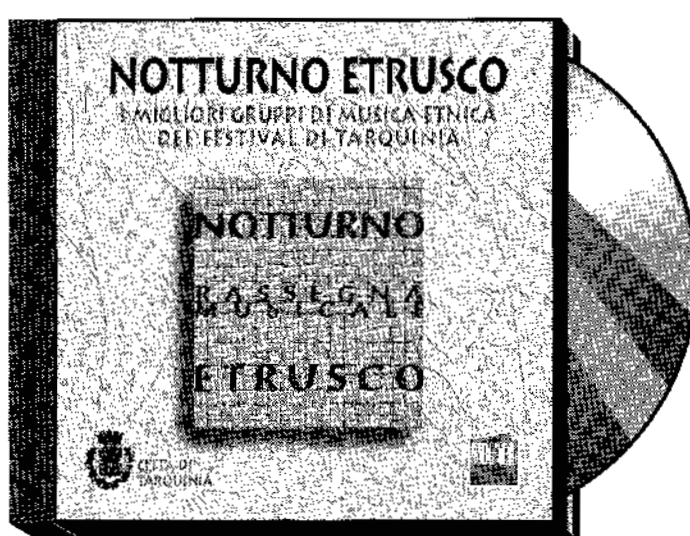 NOTTURNO ETRUSCO
I MIGLIORI GRUPPI DI MUSICA ETNICA
DEL FESTIVAL DI TARQUINIA
NOTTURNO
RASSEGNA
MUSICALE
ETRUSCO
CITTÀ DI
TARQUINIA